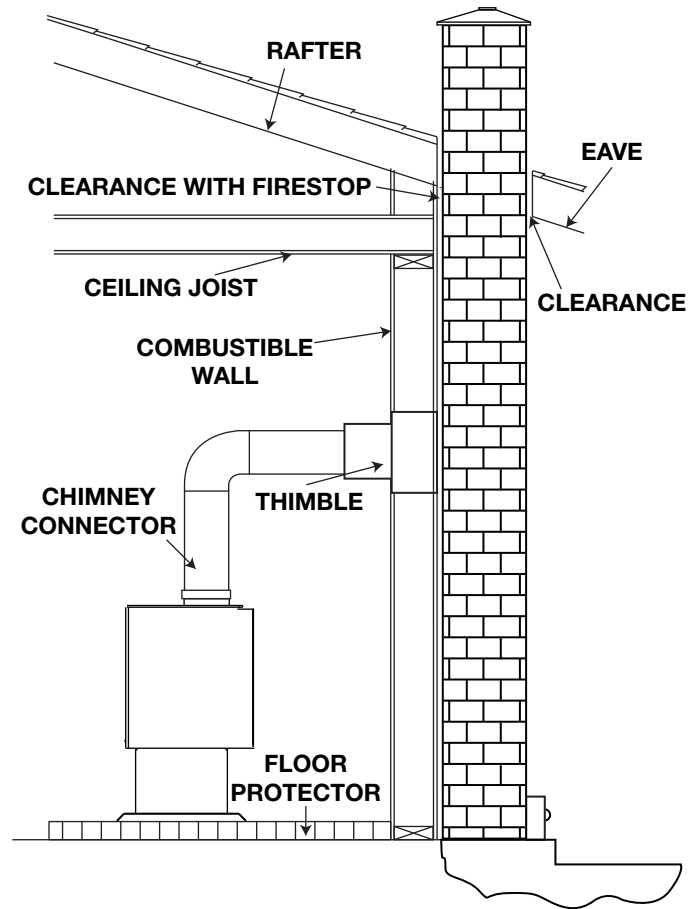 RAFTER
EAVE
CLEARANCE WITH FIRESTOP
CEILING JOIST
CLEARANCE
COMBUSTIBLE
WALL
CHIMNEY
CONNECTOR
THIMBLE
FLOOR
PROTECTOR